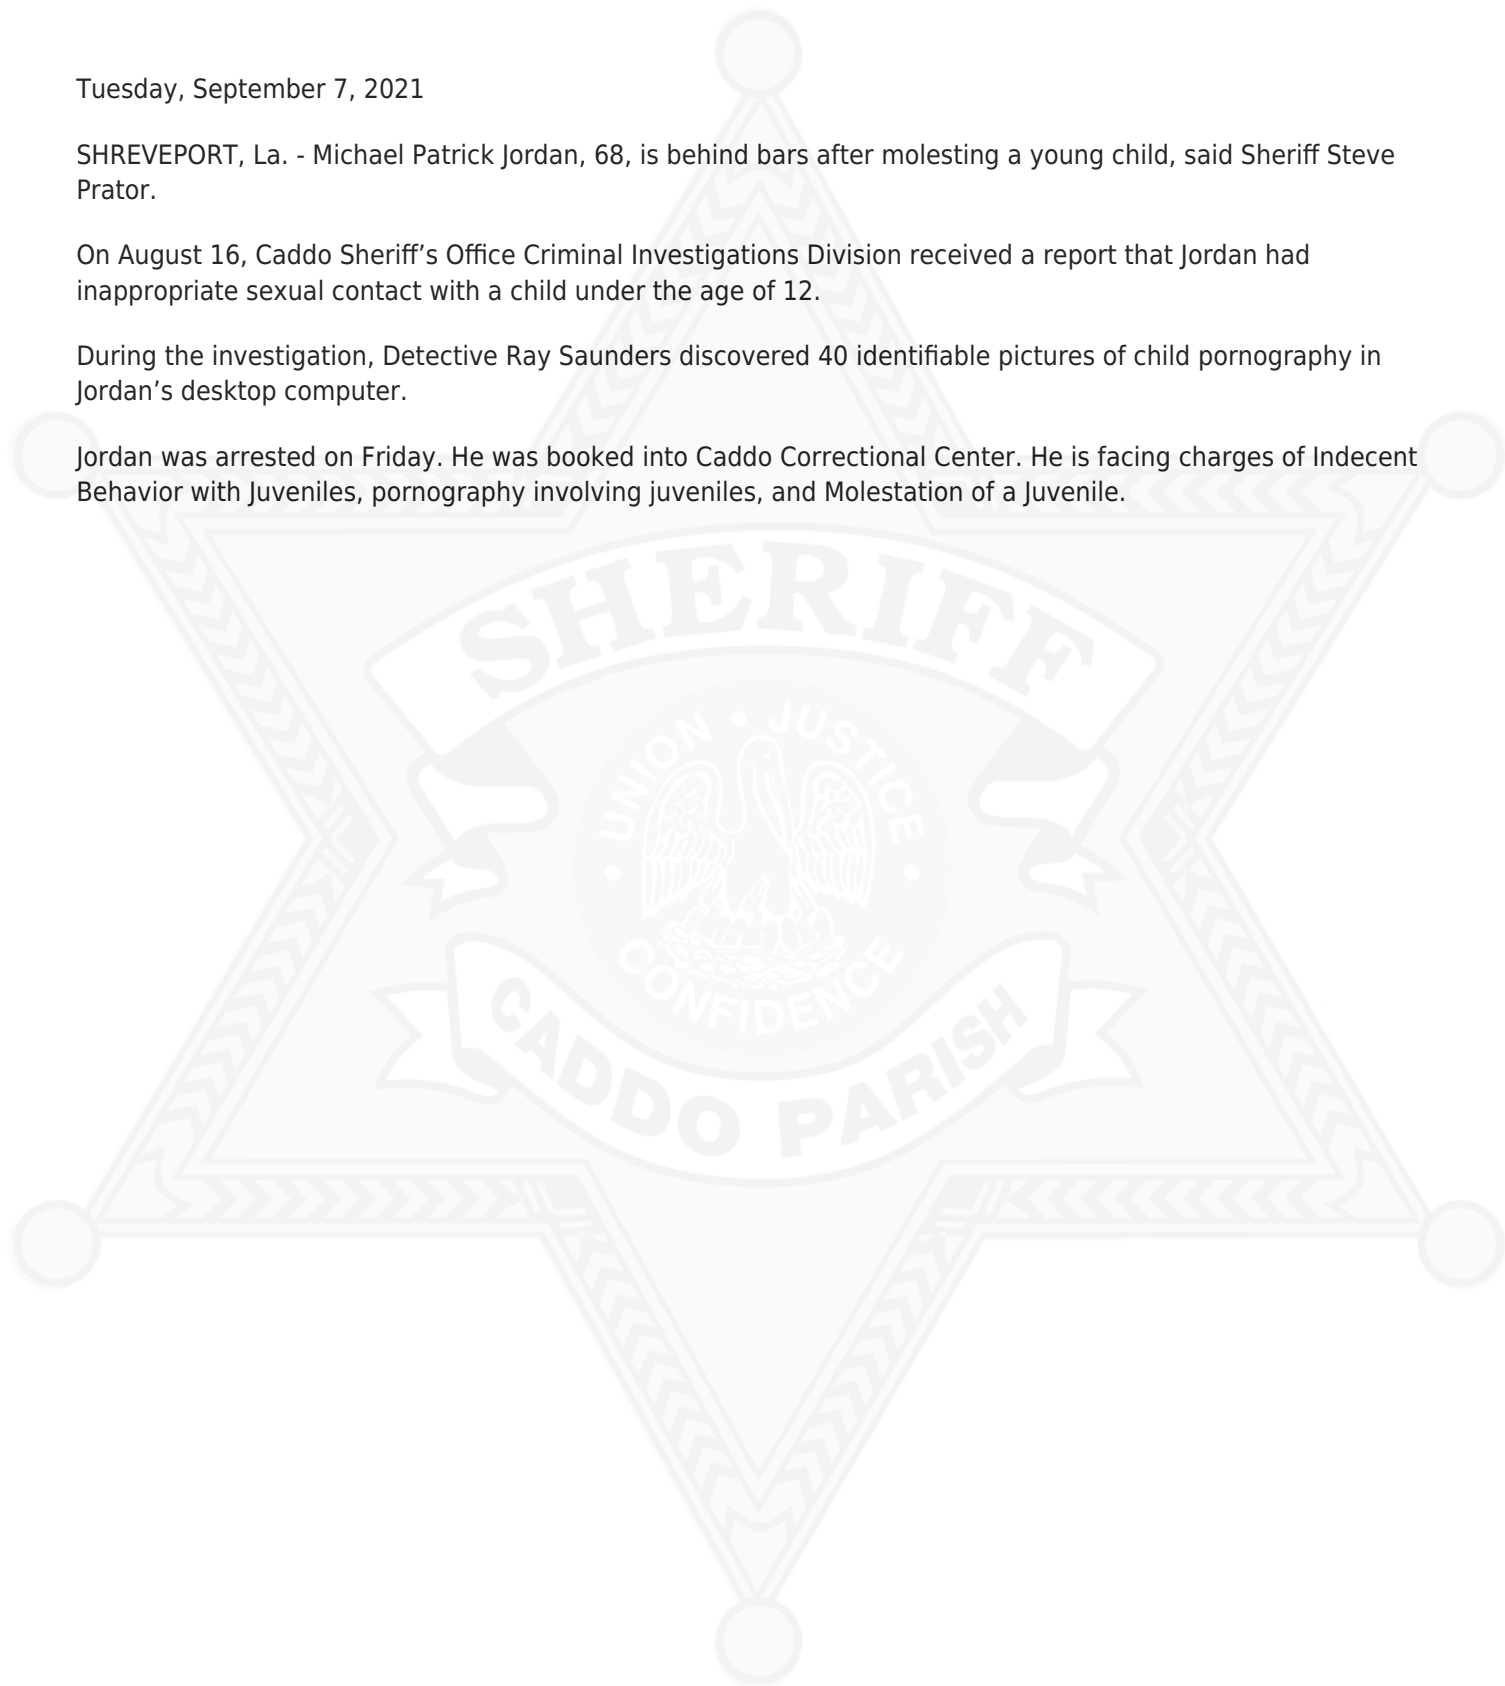 Tuesday, September 7, 2021
SHREVEPORT, La. - Michael Patrick Jordan, 68, is behind bars after molesting a young child, said Sheriff Steve
Prator.
On August 16, Caddo Sheriff’s Office Criminal Investigations Division received a report that Jordan had
inappropriate sexual contact with a child under the age of 12.
During the investigation, Detective Ray Saunders discovered 40 identifiable pictures of child pornography in
Jordan’s desktop computer.
Jordan was arrested on Friday. He was booked into Caddo Correctional Center. He is facing charges of Indecent
Behavior with Juveniles, pornography involving juveniles, and Molestation of a Juvenile.
SHERIFF
UNION • JUSTICE
• CONFIDENCE •
CADDO PARISH